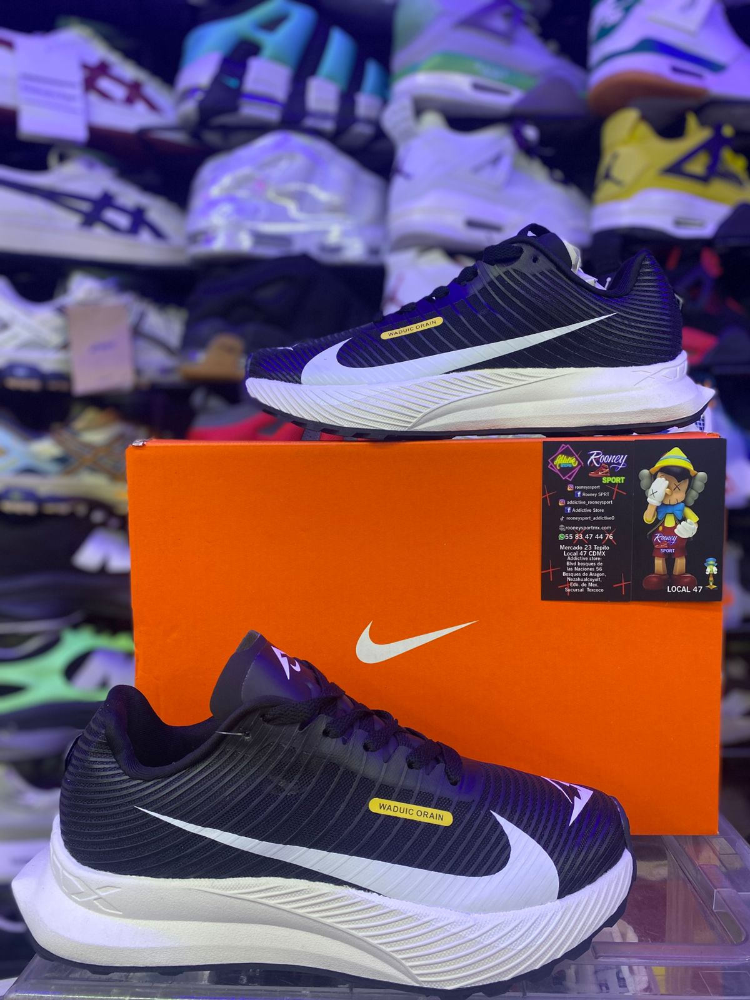 WADUIC ORAIN
Addictive
STORE
Rooney
SPORT
rooneyssport
Rooney SPRT
addictive_rooneysport
Addictive Store
rooneysport_addictive0
rooneysportmx.com
55 83 47 44 76
Mercado 23 Tepito
Local 47 CDMX
Addictive store:
Blvd bosques de
las Naciones 56
Bosques de Aragon,
Nezahualcoyolt,
Edo. de Mex.
Sucursal Texcoco
Rooney
SPORT
LOCAL 47
WADUIC ORAIN